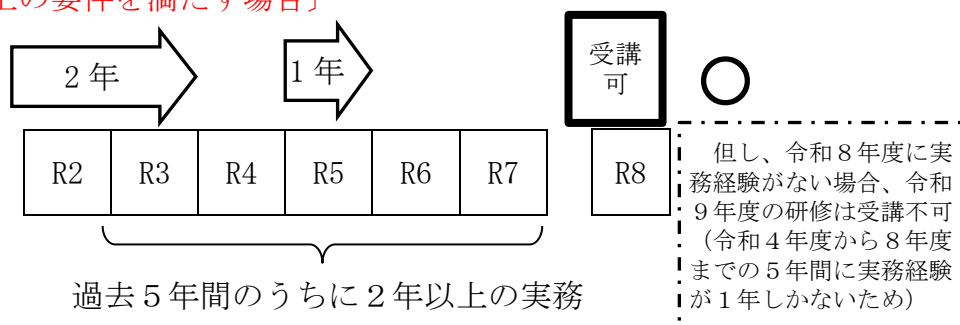 上の要件を満たす場合〕
2年
1年
受講
可
R2 R3 R4 R5 R6 R7 R8
但し、令和８年度に実
務経験がない場合、令和
９年度の研修は受講不可
（令和４年度から８年度
までの５年間に実務経験
が１年しかないため）
過去５年間のうちに２年以上の実務